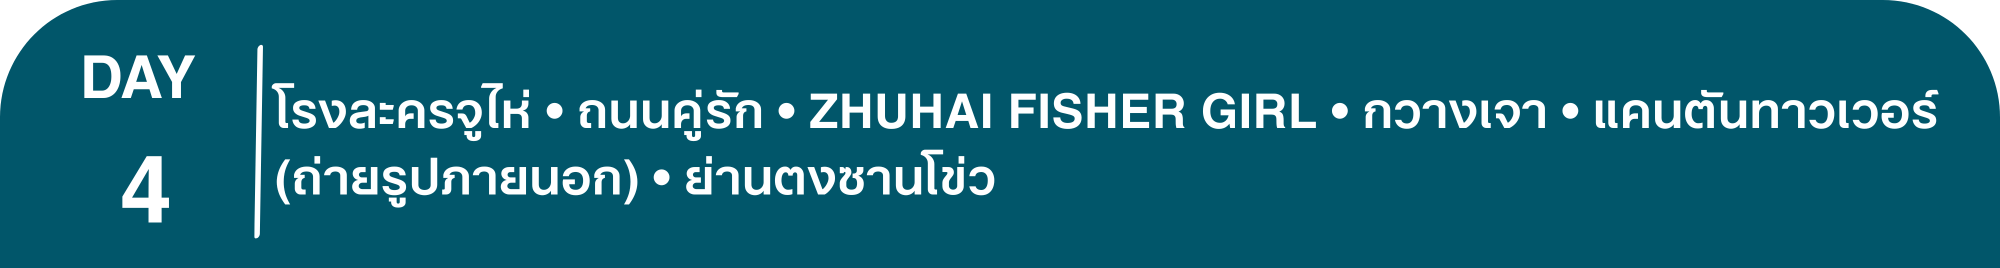 DAY
4
โรงละครจูไห่ • ถนนคู่รัก • ZHUHAI FISHER GIRL • กวางเจา • แคนตันทาวเวอร์
(ถ่ายรูปภายนอก) • ย่านตงซานโข่ว